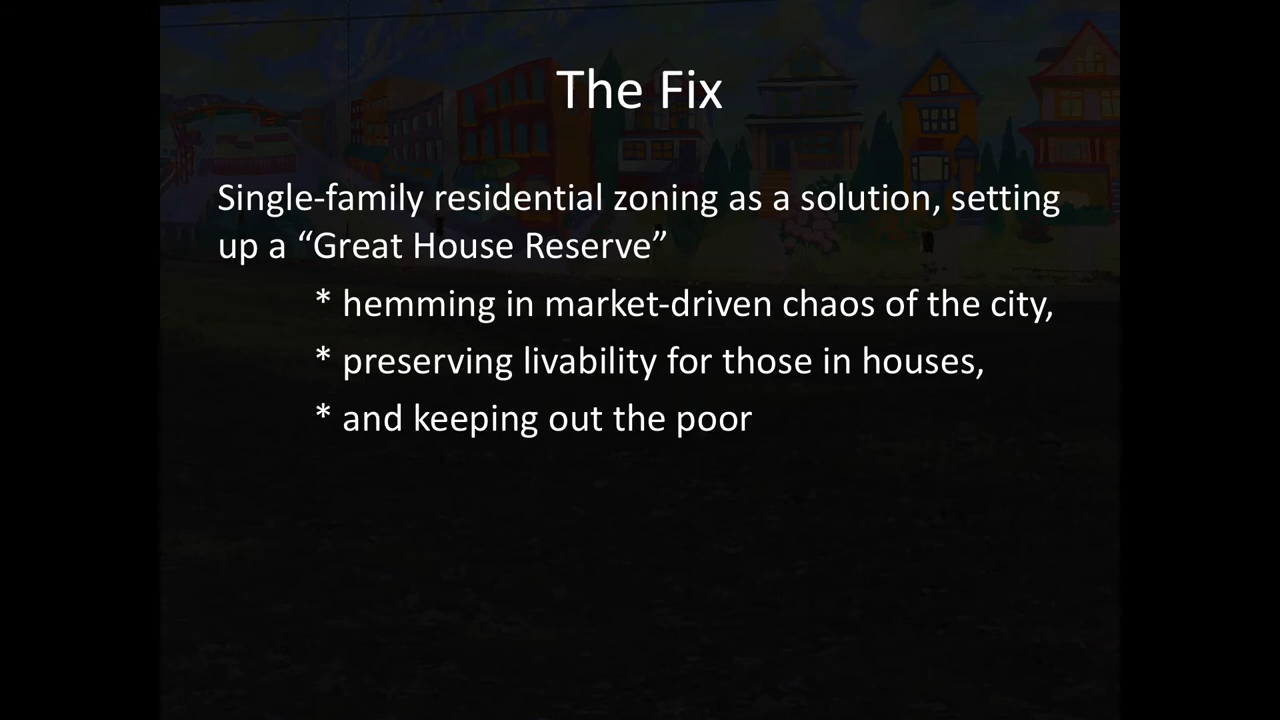 The Fix
Single-family residential zoning as a solution, setting
up a “Great House Reserve”
* hemming in market-driven chaos of the city,
* preserving livability for those in houses,
* and keeping out the poor